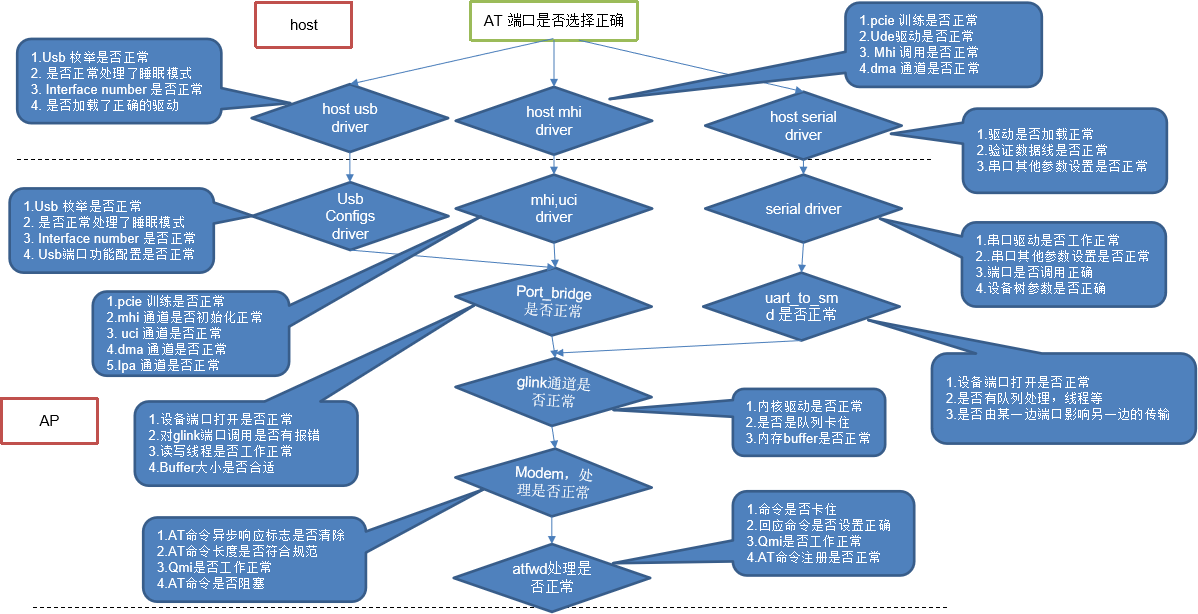 host
AT 端口是否选择正确
1.pcie 训练是否正常
2.Ude驱动是否正常
3. Mhi 调用是否正常
4.dma 通道是否正常
1.Usb 枚举是否正常
2. 是否正常处理了睡眠模式
3. Interface number 是否正常
4. 是否加载了正确的驱动
host usb
driver
host mhi
driver
host serial
driver
1.驱动是否加载正常
2.验证数据线是否正常
3.串口其他参数设置是否正常
1.Usb 枚举是否正常
2. 是否正常处理了睡眠模式
3. Interface number 是否正常
4. Usb端口功能配置是否正常
Usb
Configs
driver
mhi,uci
driver
serial driver
1.串口驱动是否工作正常
2..串口其他参数设置是否正常
3.端口是否调用正确
4.设备树参数是否正确
1.pcie 训练是否正常
2.mhi 通道是否初始化正常
3. uci 通道是否正常
4.dma 通道是否正常
5.Ipa 通道是否正常
Port_bridge
是否正常
uart_to_sm
d 是否正常
AP
1.设备端口打开是否正常
2.对glink端口调用是否有报错
3.读写线程是否工作正常
4.Buffer大小是否合适
glink通道是
否正常
1.内核驱动是否正常
2.是否是队列卡住
3.内存buffer是否正常
1.设备端口打开是否正常
2.是否有队列处理，线程等
3.是否由某一边端口影响另一边的传输
Modem，处
理是否正常
1.AT命令异步响应标志是否清除
2.AT命令长度是否符合规范
3.Qmi是否工作正常
4.AT命令是否阻塞
atfwd处理是
否正常
1.命令是否卡住
2.回应命令是否设置正确
3.Qmi是否工作正常
4.AT命令注册是否正常